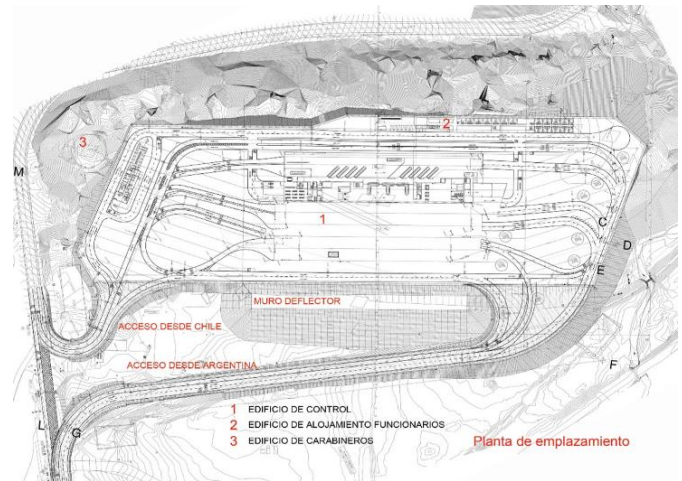 2
3
M
1
C
D
E
MURO DEFLECTOR
ACCESO DESDE CHILE
ACCESO DESDE ARGENTINA
F
L
G
1 EDIFICIO DE CONTROL
2 EDIFICIO DE ALOJAMIENTO FUNCIONARIOS
3 EDIFICIO DE CARABINEROS
Planta de emplazamiento